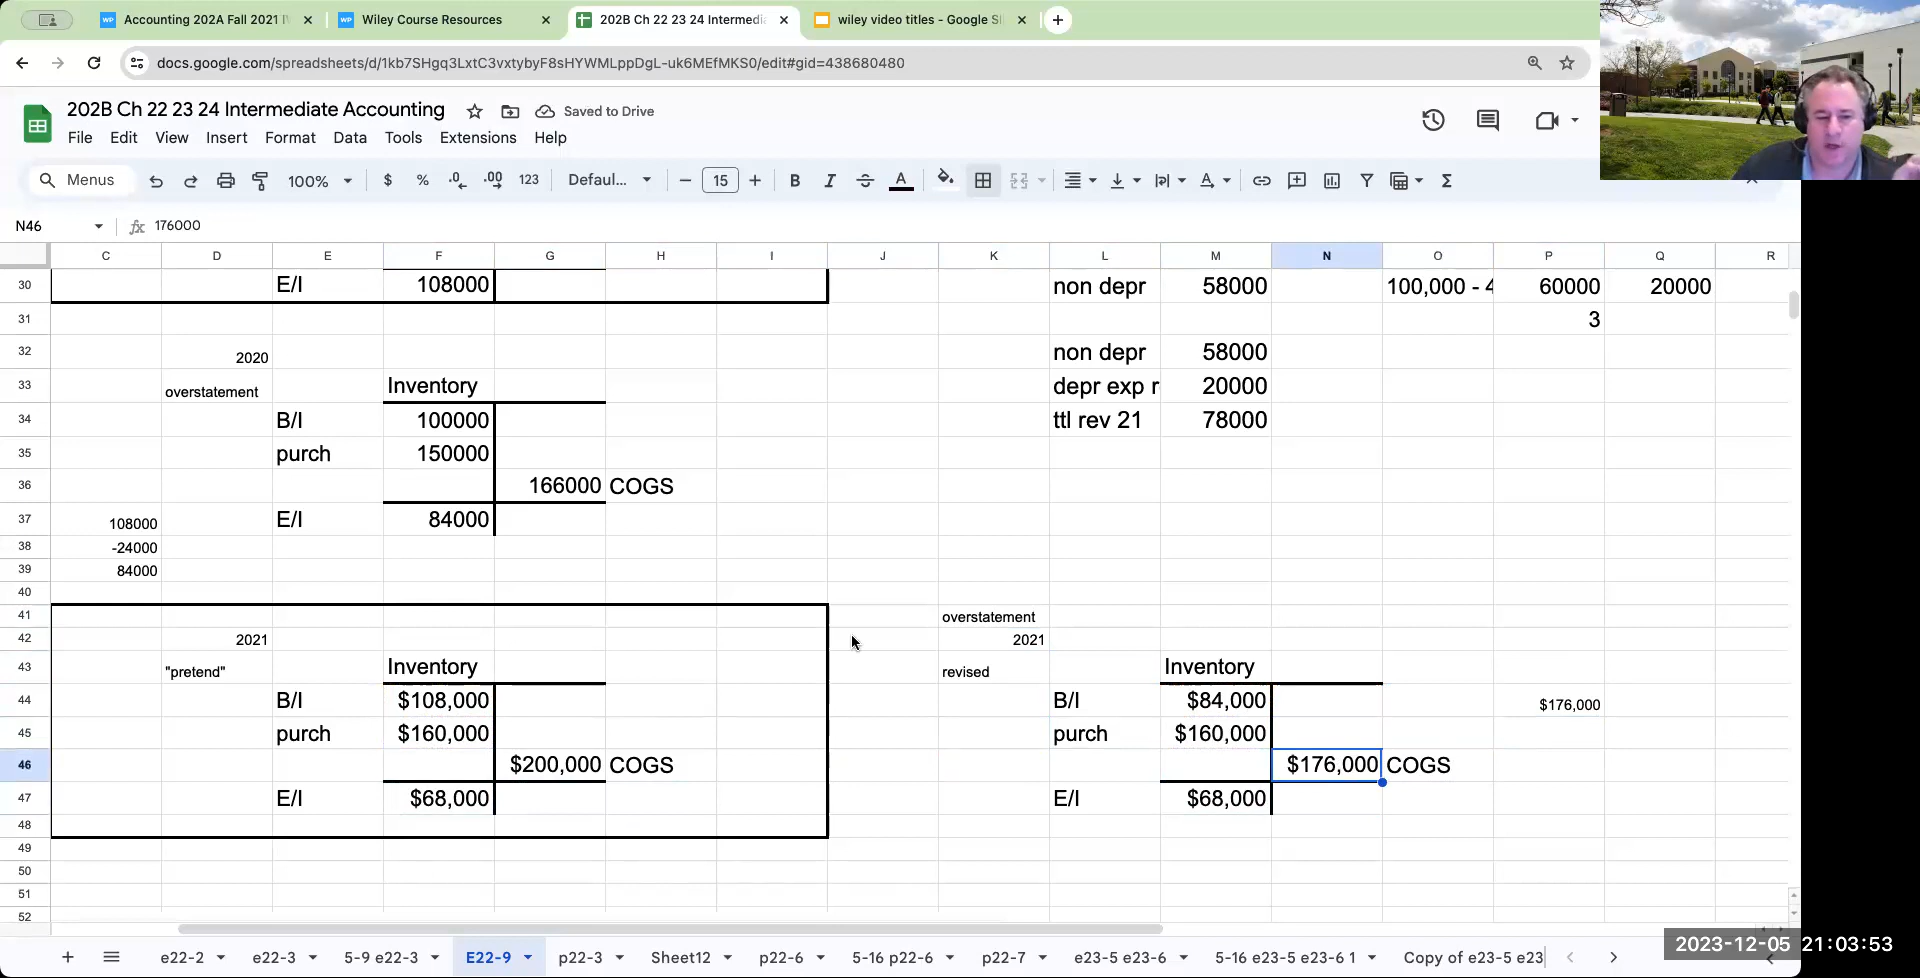 Accounting 202A Fall 2021 I
Wiley Course Resources
202B Ch 22 23 24 Intermedi
wiley video titles - Google Sl
docs.google.com/spreadsheets/d/1kb7SHgq3LxtC3vxtybyF8sHYWMLppDgL-uk6MEfMKS0/edit#gid=438680480
202B Ch 22 23 24 Intermediate Accounting
Saved to Drive
File Edit View Insert Format Data Tools Extensions Help
Menus 100% $ % .0 .00 123 Defaul... 15 B I A
N46 fx 176000
C D E F G H I J K L M N O P Q R
30 E/I 108000 non depr 58000 100,000 - 4 60000 20000
31 3
32 2020 non depr 58000
33 overstatement Inventory depr exp r 20000
34 B/I 100000 ttl rev 21 78000
35 purch 150000
36 166000 COGS
37 108000 E/I 84000
38 -24000
39 84000
40
41 overstatement
42 2021 2021
43 "pretend" Inventory revised Inventory
44 B/I $108,000 B/I $84,000 $176,000
45 purch $160,000 purch $160,000
46 $200,000 COGS $176,000 COGS
47 E/I $68,000 E/I $68,000
48
49
50
51
52
e22-2 e22-3 5-9 e22-3 E22-9 p22-3 Sheet12 p22-6 5-16 p22-6 p22-7 e23-5 e23-6 5-16 e23-5 e23-6 1 Copy of e23-5 e23
2023-12-05 21:03:53